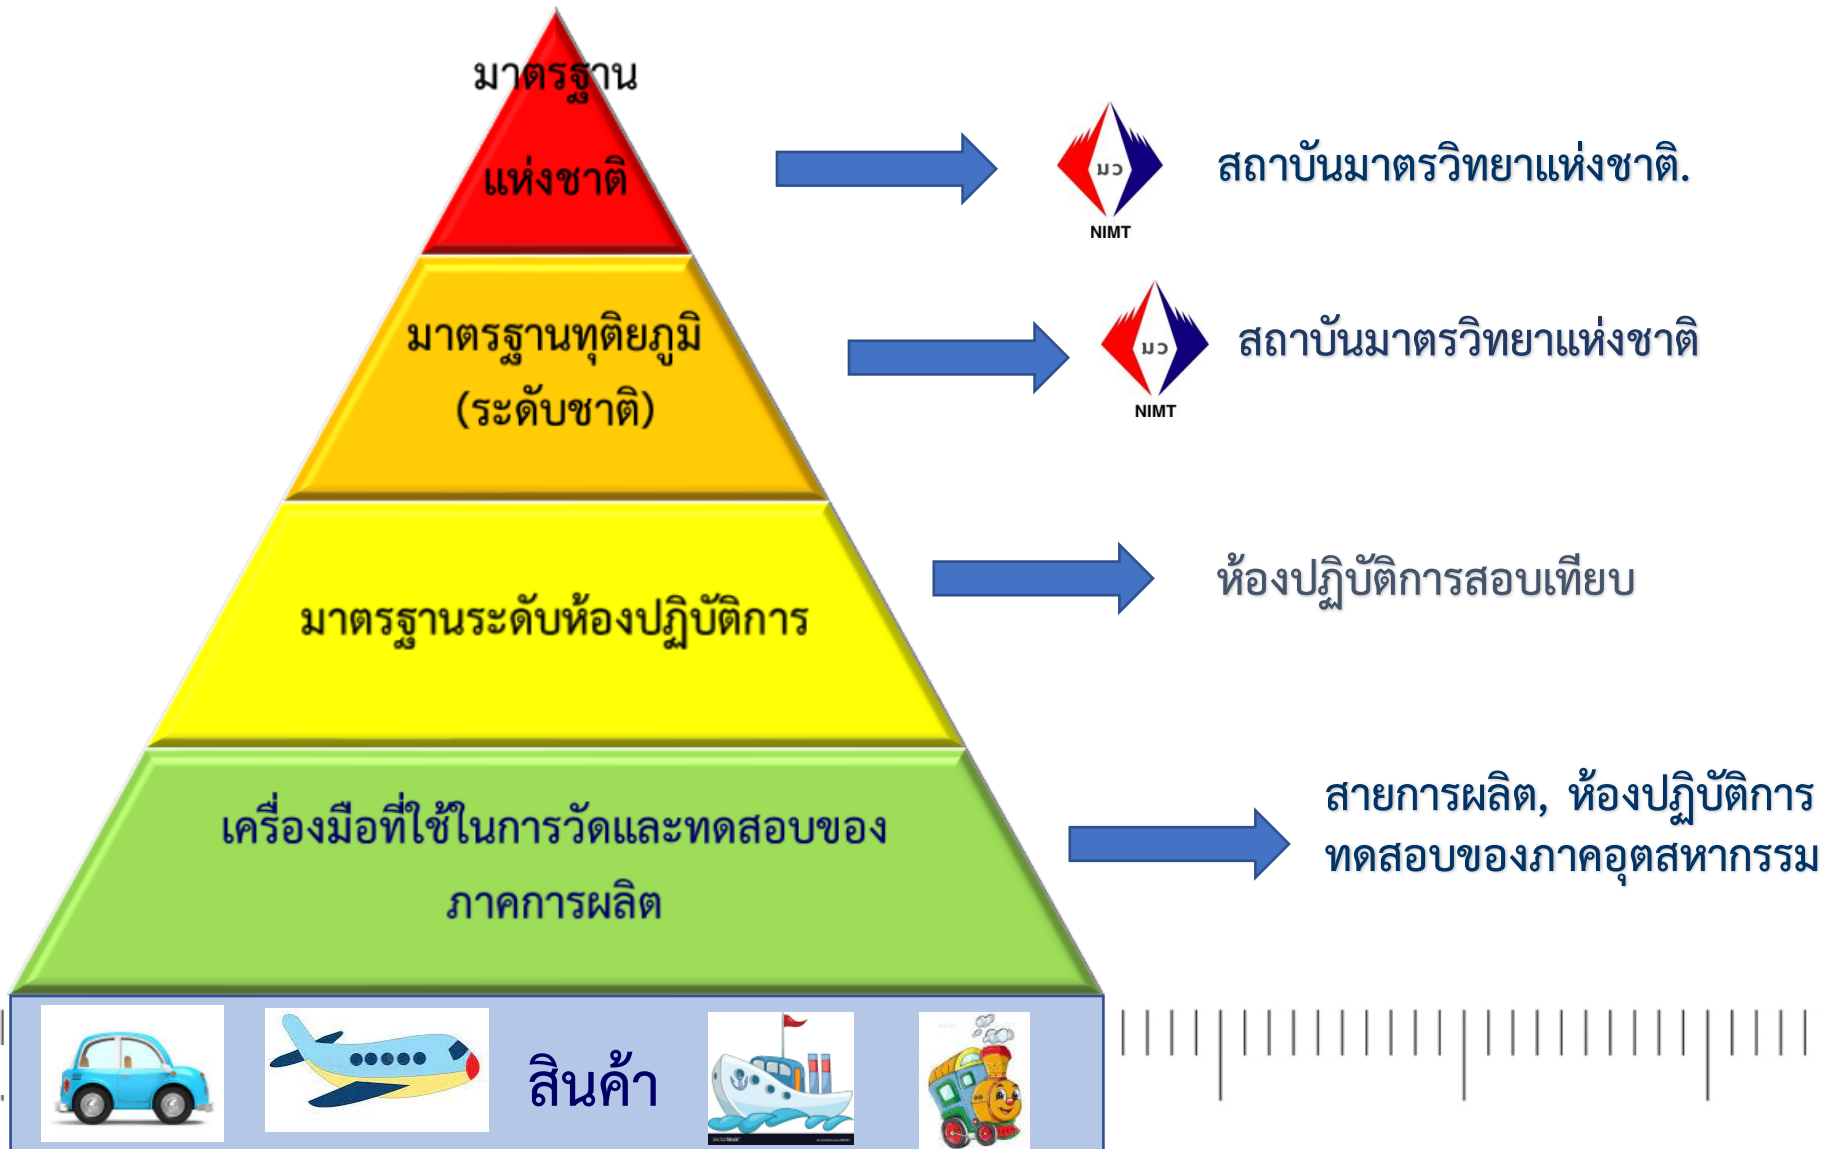 มาตรฐาน
แห่งชาติ
มว
NIMT
สถาบันมาตรวิทยาแห่งชาติ.
มาตรฐานทุติยภูมิ
(ระดับชาติ)
มว
NIMT
สถาบันมาตรวิทยาแห่งชาติ
มาตรฐานระดับห้องปฏิบัติการ
ห้องปฏิบัติการสอบเทียบ
เครื่องมือที่ใช้ในการวัดและทดสอบของ
ภาคการผลิต
สายการผลิต, ห้องปฏิบัติการ
ทดสอบของภาคอุตสหากรรม
สินค้า